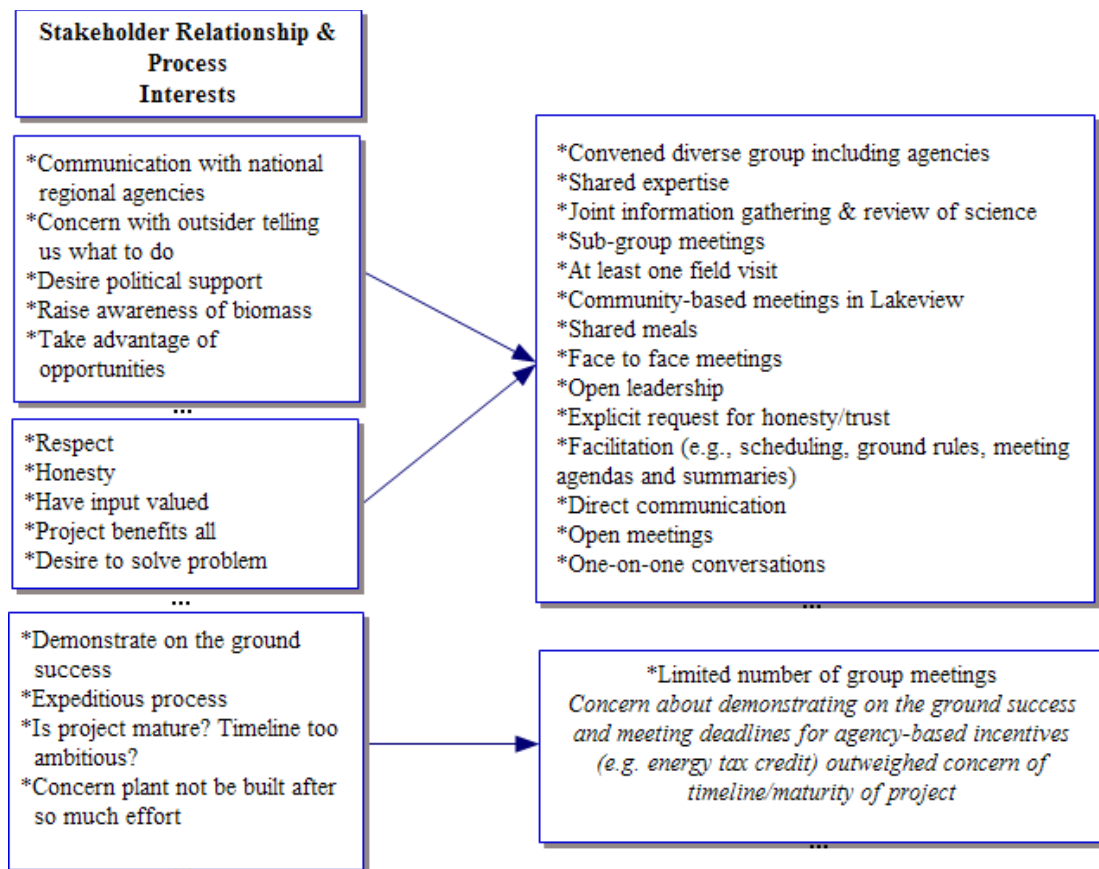 Stakeholder Relationship &
Process
Interests
*Communication with national
regional agencies
*Concern with outsider telling
us what to do
*Desire political support
*Raise awareness of biomass
*Take advantage of
opportunities
...
*Respect
*Honesty
*Have input valued
*Project benefits all
*Desire to solve problem
...
*Demonstrate on the ground
success
*Expeditious process
*Is project mature? Timeline too
ambitious?
*Concern plant not be built after
so much effort
*Convened diverse group including agencies
*Shared expertise
*Joint information gathering & review of science
*Sub-group meetings
*At least one field visit
*Community-based meetings in Lakeview
*Shared meals
*Face to face meetings
*Open leadership
*Explicit request for honesty/trust
*Facilitation (e.g., scheduling, ground rules, meeting
agendas and summaries)
*Direct communication
*Open meetings
*One-on-one conversations
...
*Limited number of group meetings
Concern about demonstrating on the ground success
and meeting deadlines for agency-based incentives
(e.g. energy tax credit) outweighed concern of
timeline/maturity of project
...